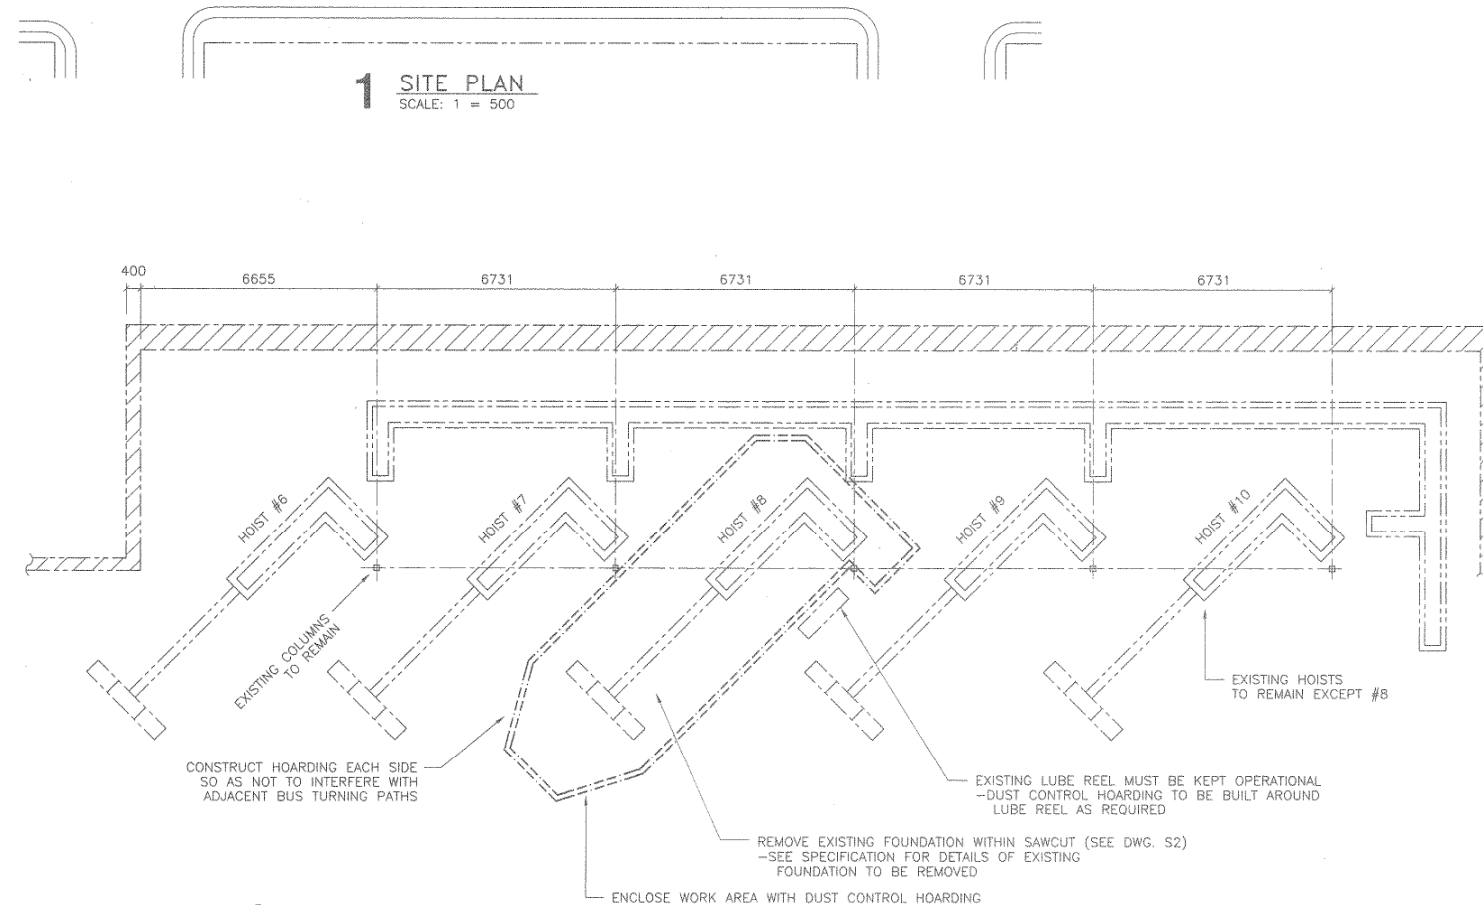 1 SITE PLAN
SCALE: 1 = 500
400
6655
6731
6731
6731
6731
HOIST #6
HOIST #7
HOIST #8
HOIST #9
HOIST #10
EXISTING COLUMNS
TO REMAIN
EXISTING HOISTS
TO REMAIN EXCEPT #8
CONSTRUCT HOARDING EACH SIDE
SO AS NOT TO INTERFERE WITH
ADJACENT BUS TURNING PATHS
EXISTING LUBE REEL MUST BE KEPT OPERATIONAL
-DUST CONTROL HOARDING TO BE BUILT AROUND
LUBE REEL AS REQUIRED
REMOVE EXISTING FOUNDATION WITHIN SAWCUT (SEE DWG. S2)
-SEE SPECIFICATION FOR DETAILS OF EXISTING
FOUNDATION TO BE REMOVED
ENCLOSE WORK AREA WITH DUST CONTROL HOARDING